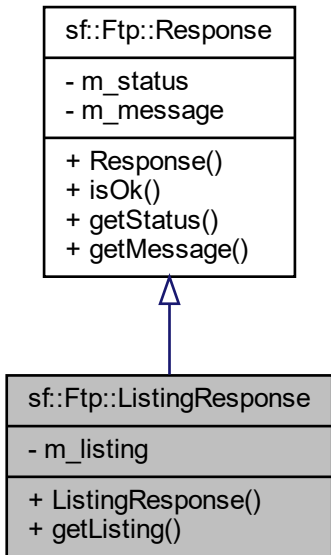 sf::Ftp::Response
- m_status
- m_message
+ Response()
+ isOk()
+ getStatus()
+ getMessage()
sf::Ftp::ListingResponse
- m_listing
+ ListingResponse()
+ getListing()